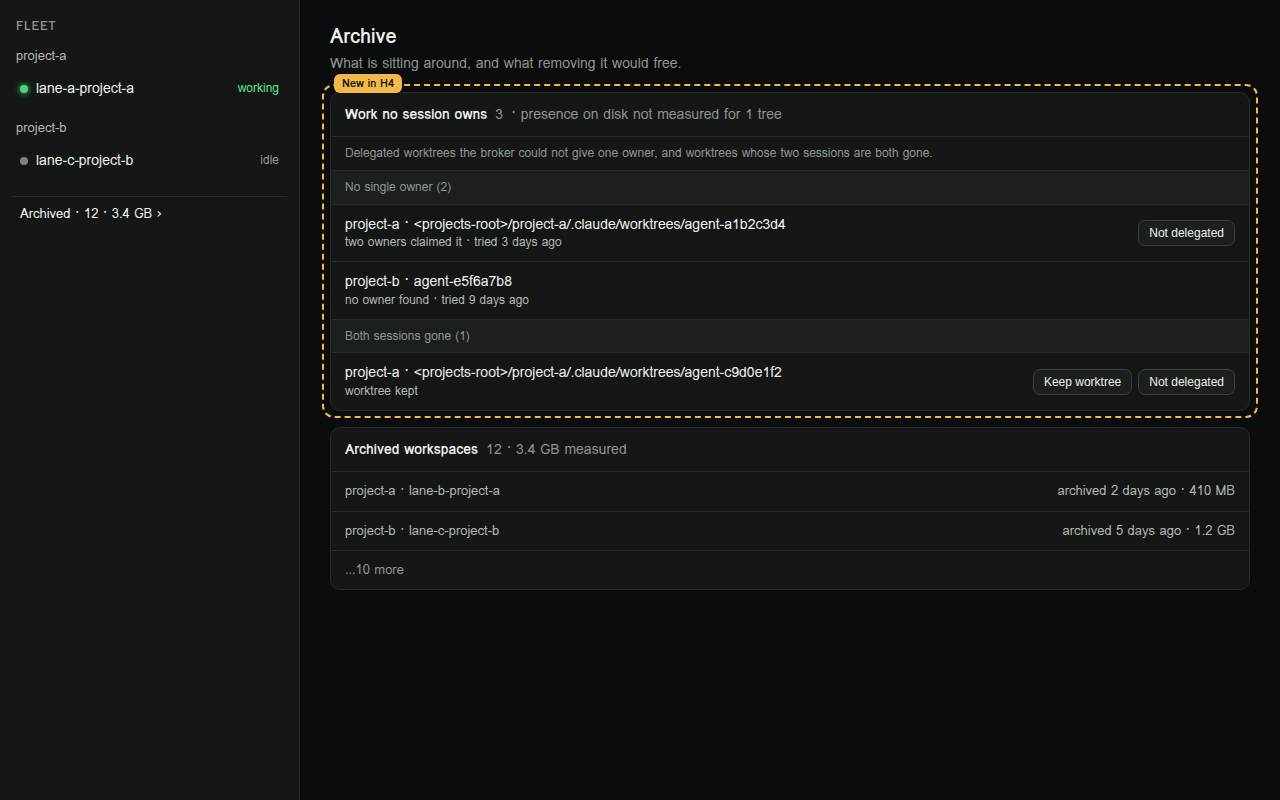 FLEET
project-a
lane-a-project-a working
project-b
lane-c-project-b idle
Archived · 12 · 3.4 GB ›
Archive
What is sitting around, and what removing it would free.
New in H4
Work no session owns 3 · presence on disk not measured for 1 tree
Delegated worktrees the broker could not give one owner, and worktrees whose two sessions are both gone.
No single owner (2)
project-a · <projects-root>/project-a/.claude/worktrees/agent-a1b2c3d4
two owners claimed it · tried 3 days ago
Not delegated
project-b · agent-e5f6a7b8
no owner found · tried 9 days ago
Both sessions gone (1)
project-a · <projects-root>/project-a/.claude/worktrees/agent-c9d0e1f2
worktree kept
Keep worktree Not delegated
Archived workspaces 12 · 3.4 GB measured
project-a · lane-b-project-a archived 2 days ago · 410 MB
project-b · lane-c-project-b archived 5 days ago · 1.2 GB
...10 more